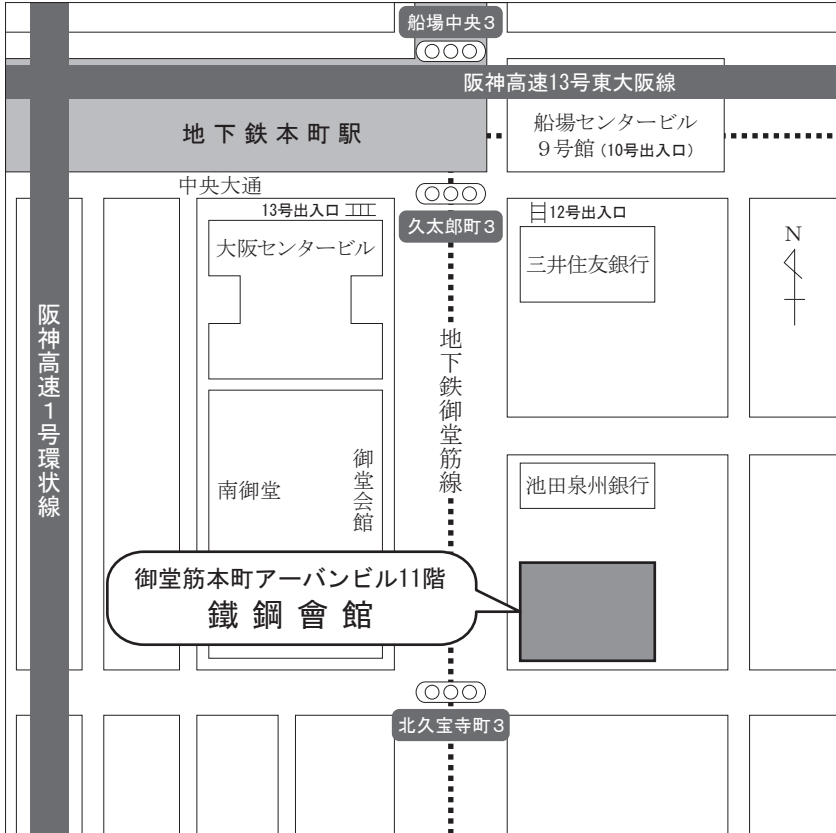 船場中央3
阪神高速13号東大阪線
地下鉄本町駅
船場センタービル
9号館(10号出入口)
中央大通
13号出入口
久太郎町3
12号出入口
大阪センタービル
三井住友銀行
N
阪神高速1号環状線
地下鉄御堂筋線
南御堂
御堂会館
池田泉州銀行
御堂筋本町アーバンビル11階
鐵鋼會館
北久宝寺町3